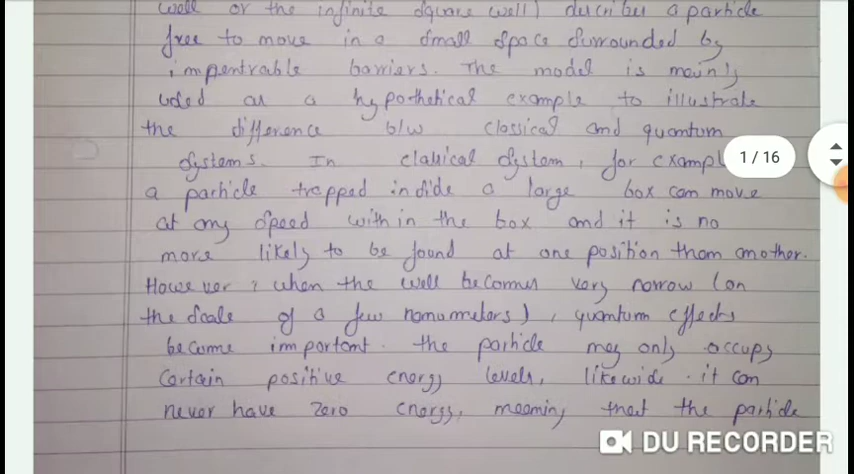 well or the infinite square well) describes a particle
free to move in a small space surrounded by
impentrable barriers. The model is mainly
used as a hypothetical example to illustrate
the difference b/w classical and quantum
systems. In classical system, for exampl
1 / 16
a particle trapped inside a large box can move
at any speed with in the box and it is no
more likely to be found at one position than another.
However, when the well becomes very narrow (on
the scale of a few nanometers), quantum effects
become important. the particle may only occupy
Certain positive energy levels, likewise. it can
never have zero energy, meaning that the particle
DU RECORDER